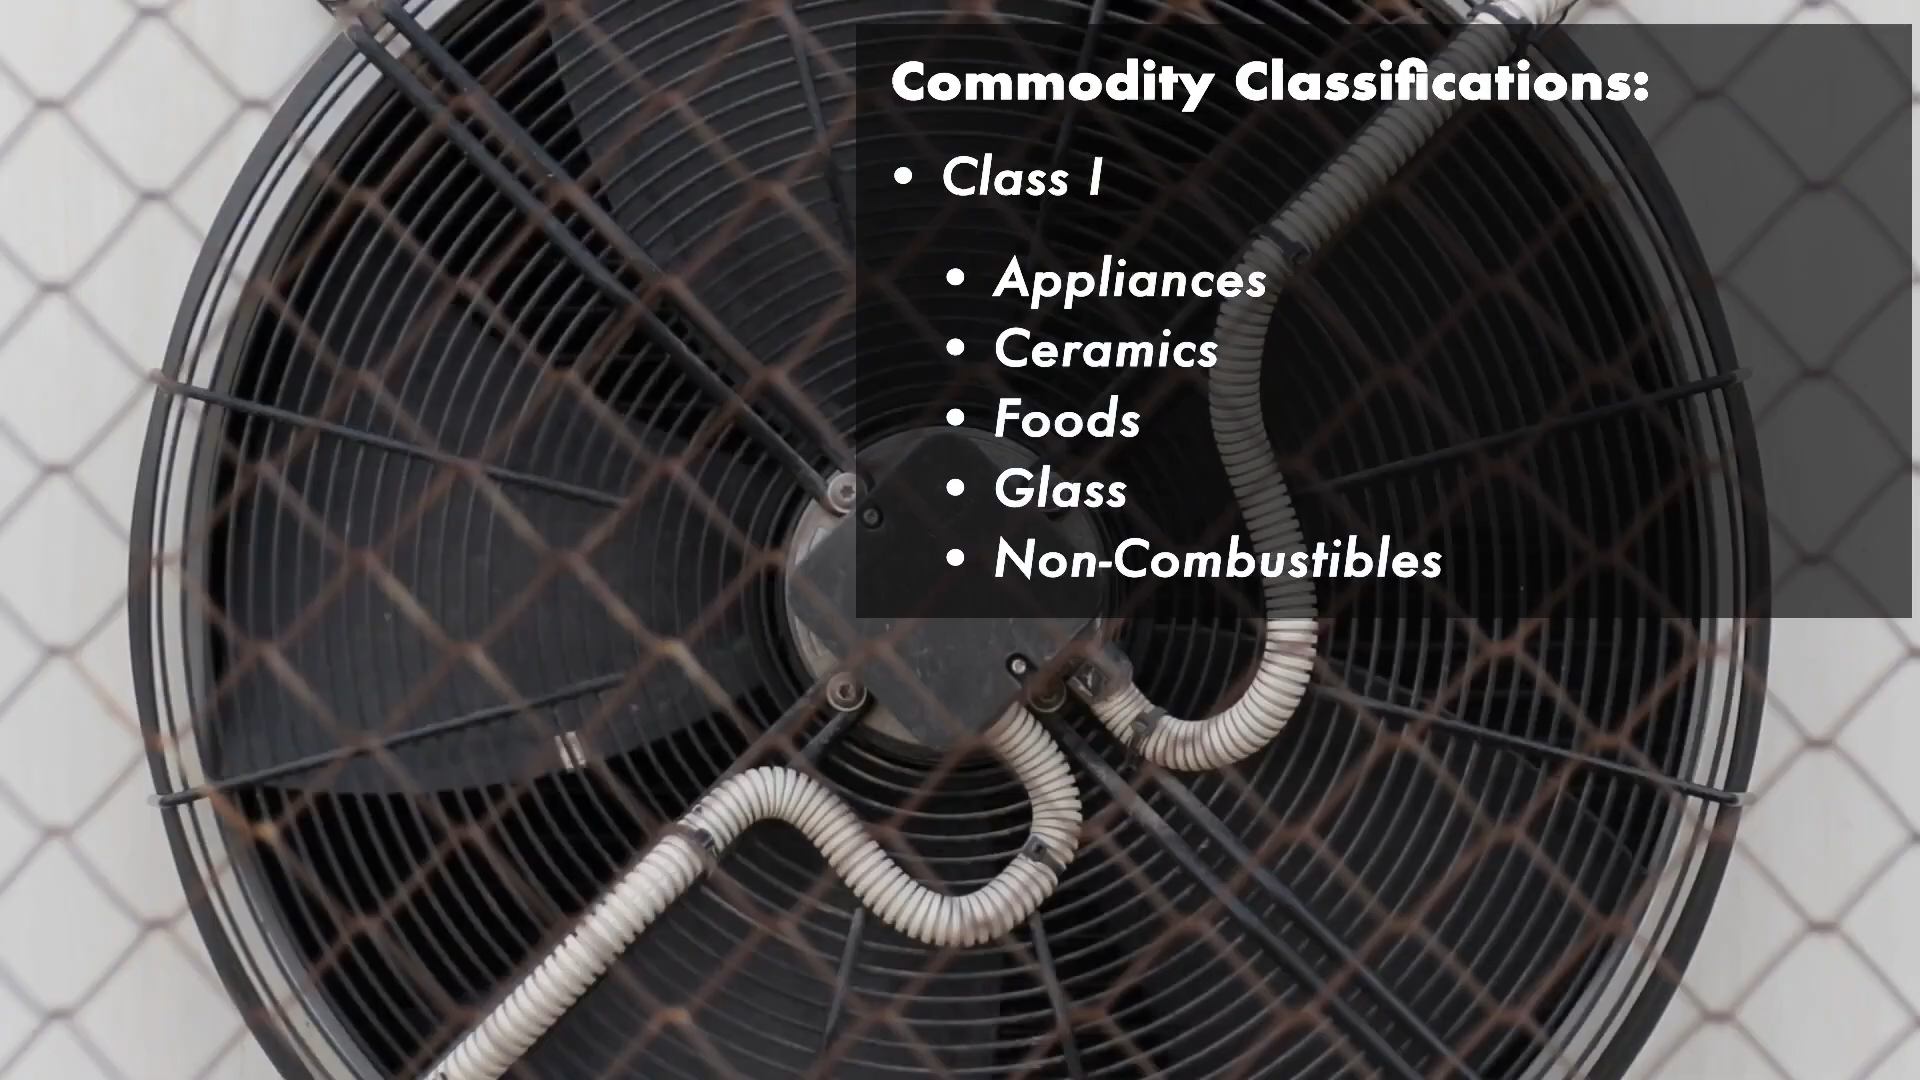 Commodity Classifications:
• Class I
• Appliances
• Ceramics
• Foods
• Glass
• Non-Combustibles